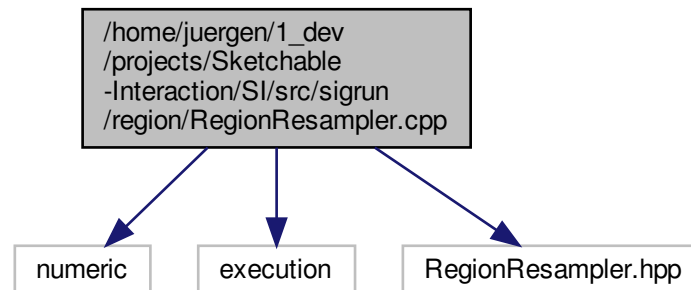 /home/juergen/1_dev
/projects/Sketchable
-Interaction/SI/src/sigrun
/region/RegionResampler.cpp
numeric
execution
RegionResampler.hpp